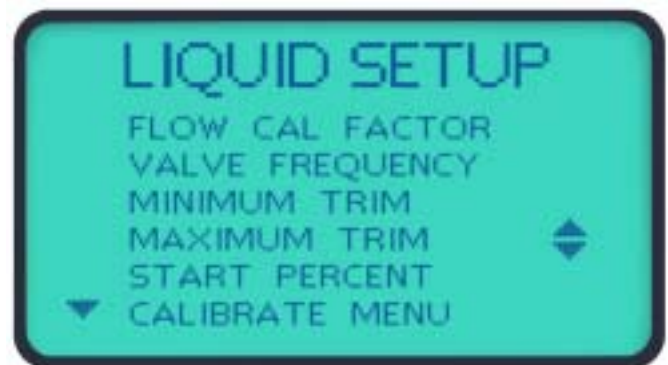 LIQUID SETUP
FLOW CAL FACTOR
VALVE FREQUENCY
MINIMUM TRIM
MAXIMUM TRIM
START PERCENT
CALIBRATE MENU